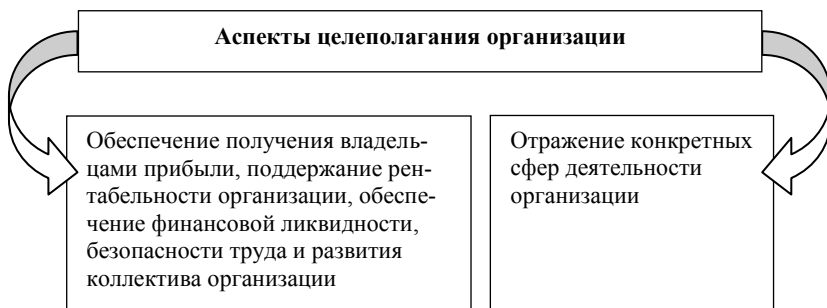 Аспекты целеполагания организации
Обеспечение получения владель-
цами прибыли, поддержание рен-
табельности организации, обеспе-
чение финансовой ликвидности,
безопасности труда и развития
коллектива организации
Отражение конкретных
сфер деятельности
организации